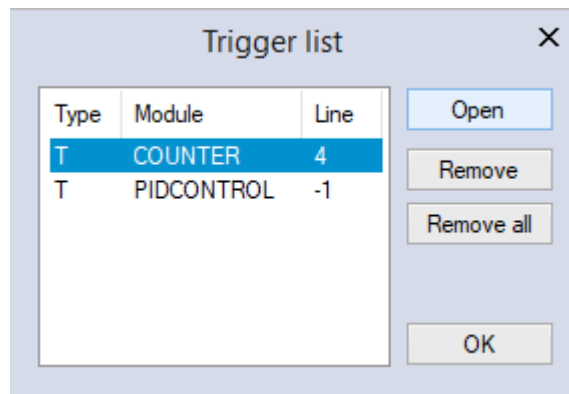 Trigger list
Type Module Line
T COUNTER 4
T PIDCONTROL -1
Open
Remove
Remove all
OK